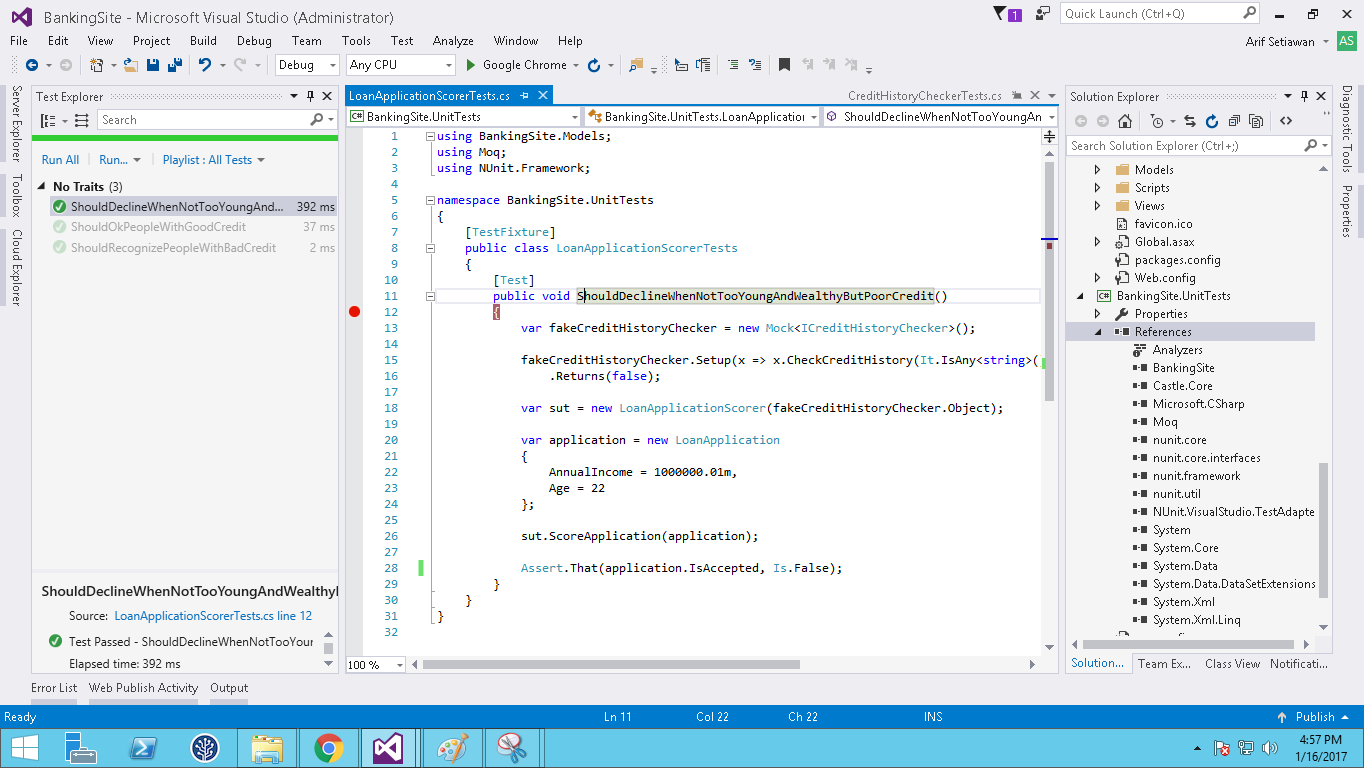 BankingSite - Microsoft Visual Studio (Administrator)
1
Quick Launch (Ctrl+Q)
File Edit View Project Build Debug Team Tools Test Analyze Window Help
Arif Setiawan
AS
Debug
Any CPU
Google Chrome
Server Explorer
Toolbox
Cloud Explorer
Test Explorer
Search
Run All
Run...
Playlist : All Tests
No Traits (3)
ShouldDeclineWhenNotTooYoungAnd... 392 ms
ShouldOkPeopleWithGoodCredit 37 ms
ShouldRecognizePeopleWithBadCredit 2 ms
ShouldDeclineWhenNotTooYoungAndWealthyl
Source: LoanApplicationScorerTests.cs line 12
Test Passed - ShouldDeclineWhenNotTooYour
Elapsed time: 392 ms
LoanApplicationScorerTests.cs
CreditHistoryCheckerTests.cs
BankingSite.UnitTests
BankingSite.UnitTests.LoanApplication
ShouldDeclineWhenNotTooYoungAn
1 using BankingSite.Models;
2 using Moq;
3 using NUnit.Framework;
4
5 namespace BankingSite.UnitTests
6 {
7 [TestFixture]
8 public class LoanApplicationScorerTests
9 {
10 [Test]
11 public void ShouldDeclineWhenNotTooYoungAndWealthyButPoorCredit()
12 {
13 var fakeCreditHistoryChecker = new Mock<ICreditHistoryChecker>();
14
15 fakeCreditHistoryChecker.Setup(x => x.CheckCreditHistory(It.IsAny<string>(
16 .Returns(false);
17
18 var sut = new LoanApplicationScorer(fakeCreditHistoryChecker.Object);
19
20 var application = new LoanApplication
21 {
22 AnnualIncome = 1000000.01m,
23 Age = 22
24 };
25
26 sut.ScoreApplication(application);
27
28 Assert.That(application.IsAccepted, Is.False);
29 }
30 }
31 }
32
100 %
Solution Explorer
Search Solution Explorer (Ctrl+;)
Models
Scripts
Views
favicon.ico
Global.asax
packages.config
Web.config
BankingSite.UnitTests
Properties
References
Analyzers
BankingSite
Castle.Core
Microsoft.CSharp
Moq
nunit.core
nunit.core.interfaces
nunit.framework
nunit.util
NUnit.VisualStudio.TestAdapte
System
System.Core
System.Data
System.Data.DataSetExtensions
System.Xml
System.Xml.Linq
Solution... Team Ex... Class View Notificati...
Diagnostic Tools
Properties
Error List Web Publish Activity Output
Ready
Ln 11
Col 22
Ch 22
INS
Publish
4:57 PM
1/16/2017